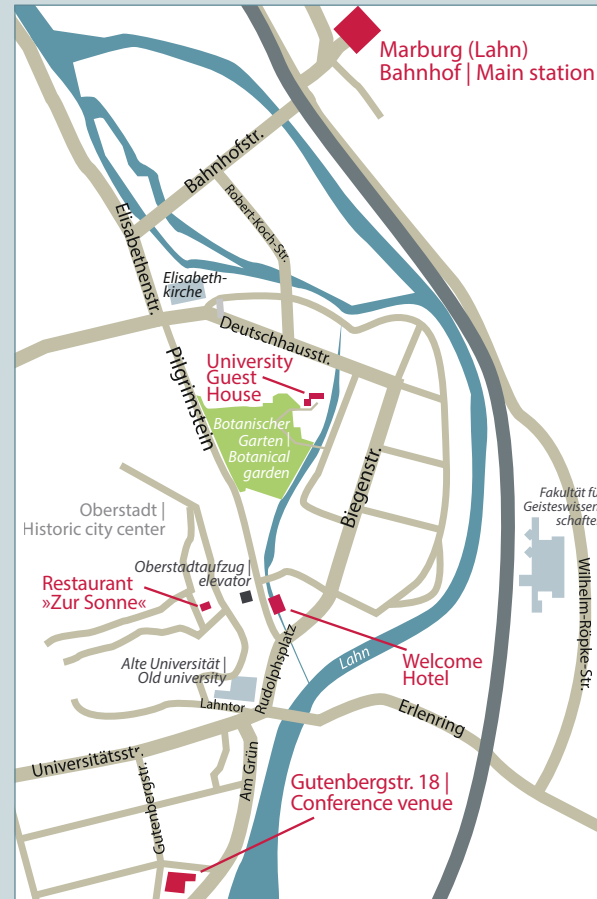 Marburg (Lahn)
Bahnhof | Main station
Bahnhofstr.
Robert-Koch-Str.
Elisabethenstr.
Elisabeth-
kirche
Deutschhausstr.
Pilgrimstein
University
Guest
House
Botanischer
Garten |
Botanical
garden
Biegenstr.
Oberstadt |
Historic city center
Fakultät fü
Geisteswissen
schafte
Oberstadtaufzug |
elevator
Restaurant
»Zur Sonne«
Wilhelm-Röpke-Str.
Alte Universität |
Old university
Rudolphsplatz
Lahn
Welcome
Hotel
Lahntor
Erlenring
Universitätsstr.
Am Grün
Gutenbergstr.
Gutenbergstr. 18 |
Conference venue